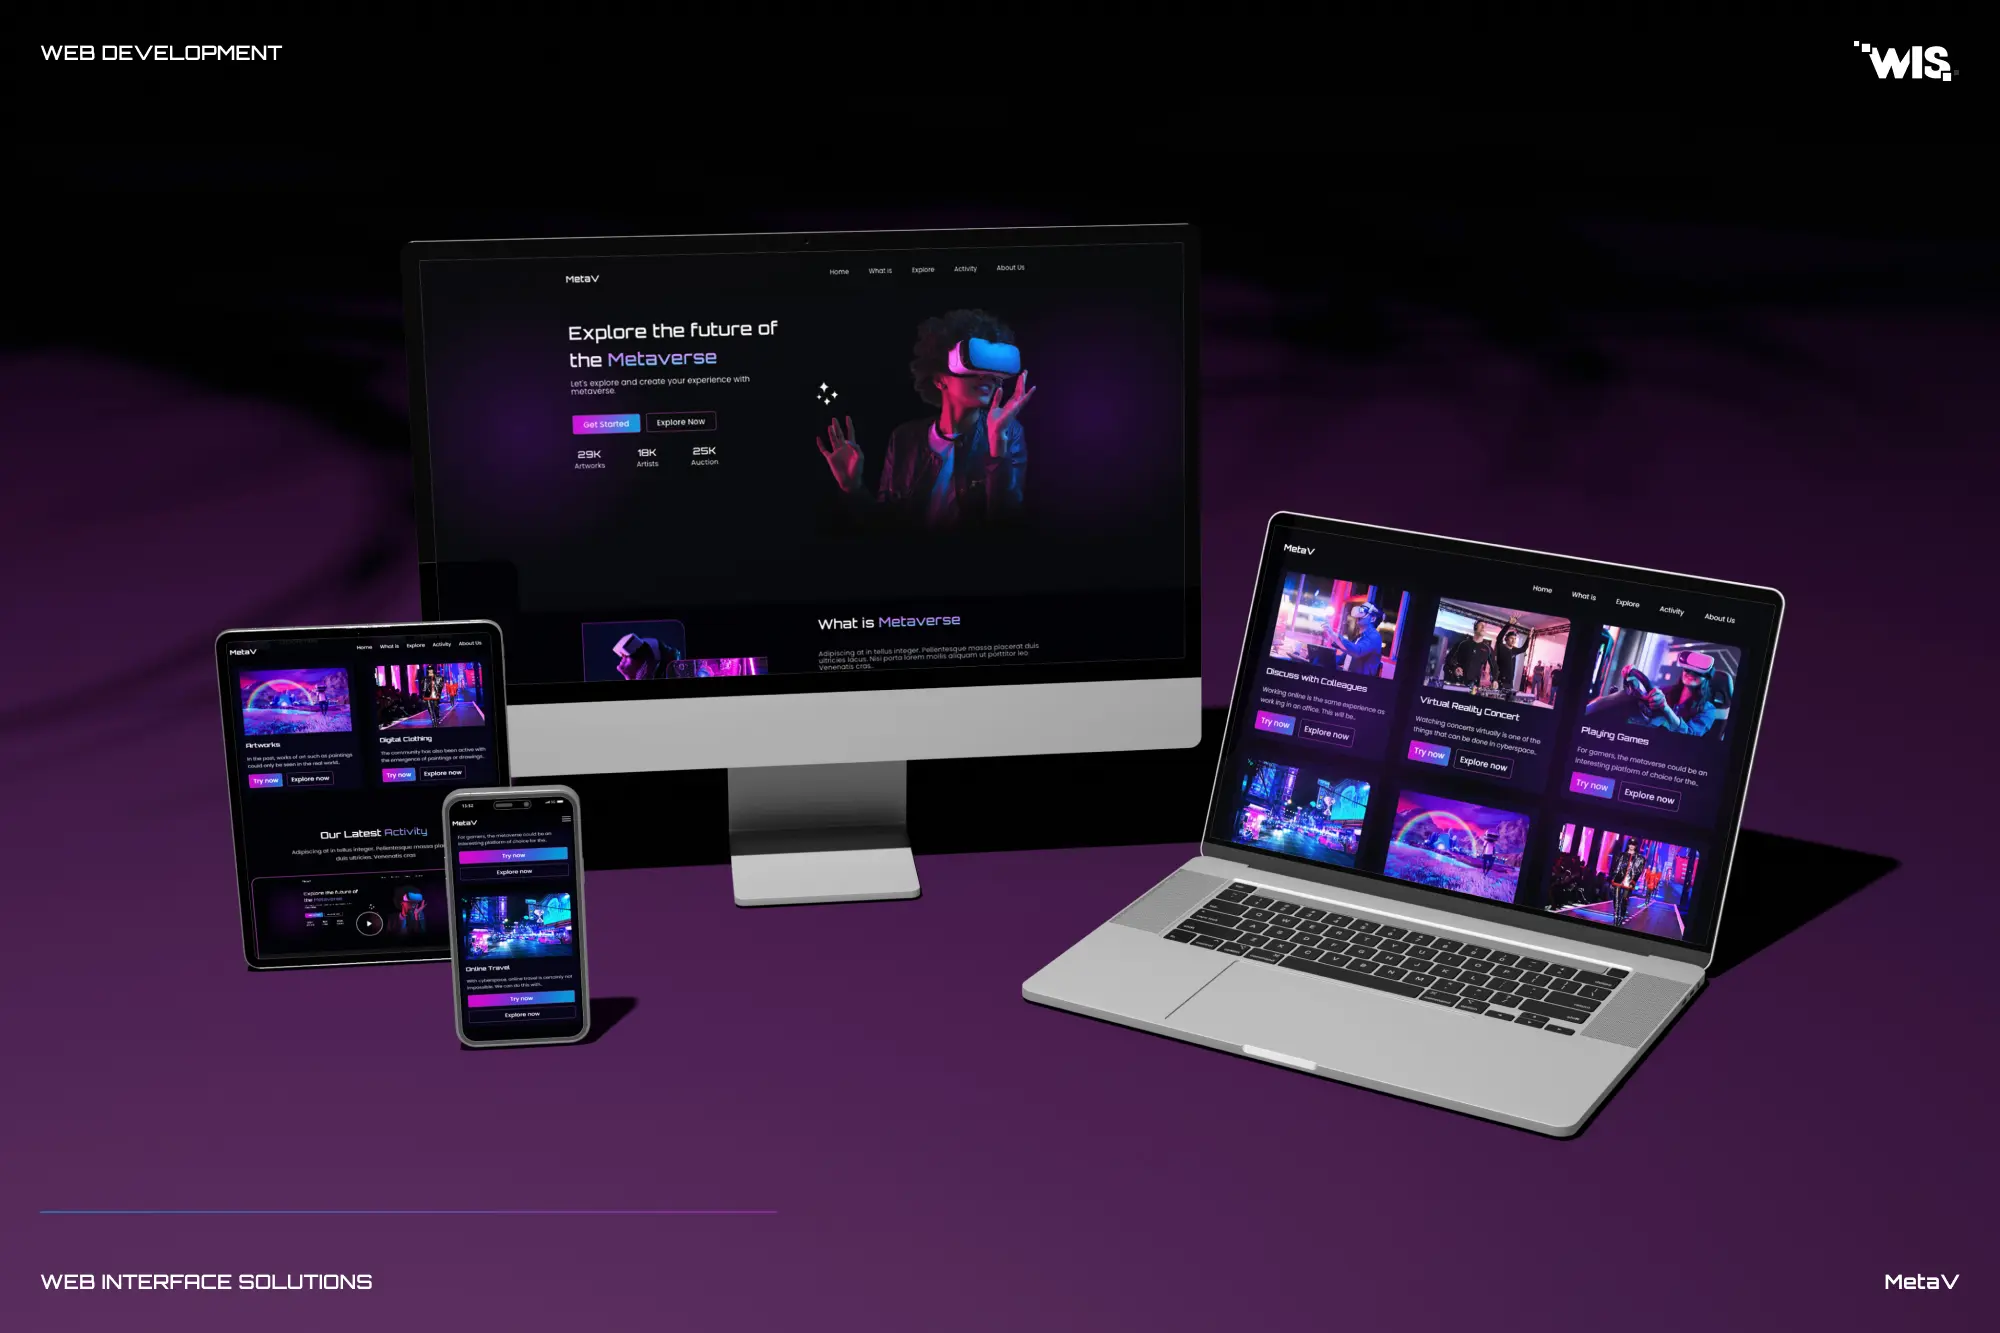 WEB DEVELOPMENT
WIS
MetaV
Home What is Explore Activity About Us
Explore the future of
the Metaverse
Let's explore and create your experience with
metaverse.
Get Started Explore Now
29K 18K 25K
Artworks Artists Auction
What is Metaverse
Adipiscing at in tellus integer. Pellentesque massa placerat duis
ultricies lacus. Nisi porta lorem mollis aliquam ut porttitor leo.
Venenatis cras..
MetaV
Home What is Explore Activity About Us
Discuss with Colleagues
Working online is the same experience as
working in an office. This will be..
Try now Explore now
Virtual Reality Concert
Watching concerts virtually is one of the
things that can be done in cyberspace..
Try now Explore now
Playing Games
For gamers, the metaverse could be an
interesting platform of choice for the..
Try now Explore now
MetaV
Home What is Explore Activity About Us
Artworks
In the past, works of art such as paintings
could only be seen in the real world..
Try now Explore now
Digital Clothing
The community has also been active with
the emergence of paintings or drawings..
Try now Explore now
Our Latest Activity
Adipiscing at in tellus integer. Pellentesque massa
duis ultricies. Venenatis cras
Explore the future of
the Metaverse
MetaV
For gamers, the metaverse could be an
interesting platform of choice for the..
Try now
Explore now
Online Travel
With cyberspace, online travel is certainly not
impossible. We can do this with..
Try now
Explore now
WEB INTERFACE SOLUTIONS
MetaV